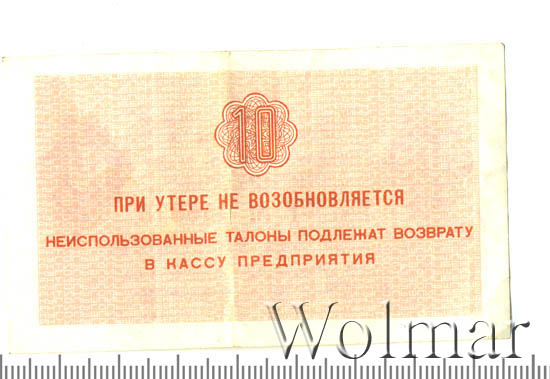 10
ПРИ УТЕРЕ НЕ ВОЗОБНОВЛЯЕТСЯ
НЕИСПОЛЬЗОВАННЫЕ ТАЛОНЫ ПОДЛЕЖАТ ВОЗВРАТУ
В КАССУ ПРЕДПРИЯТИЯ
Wolmar